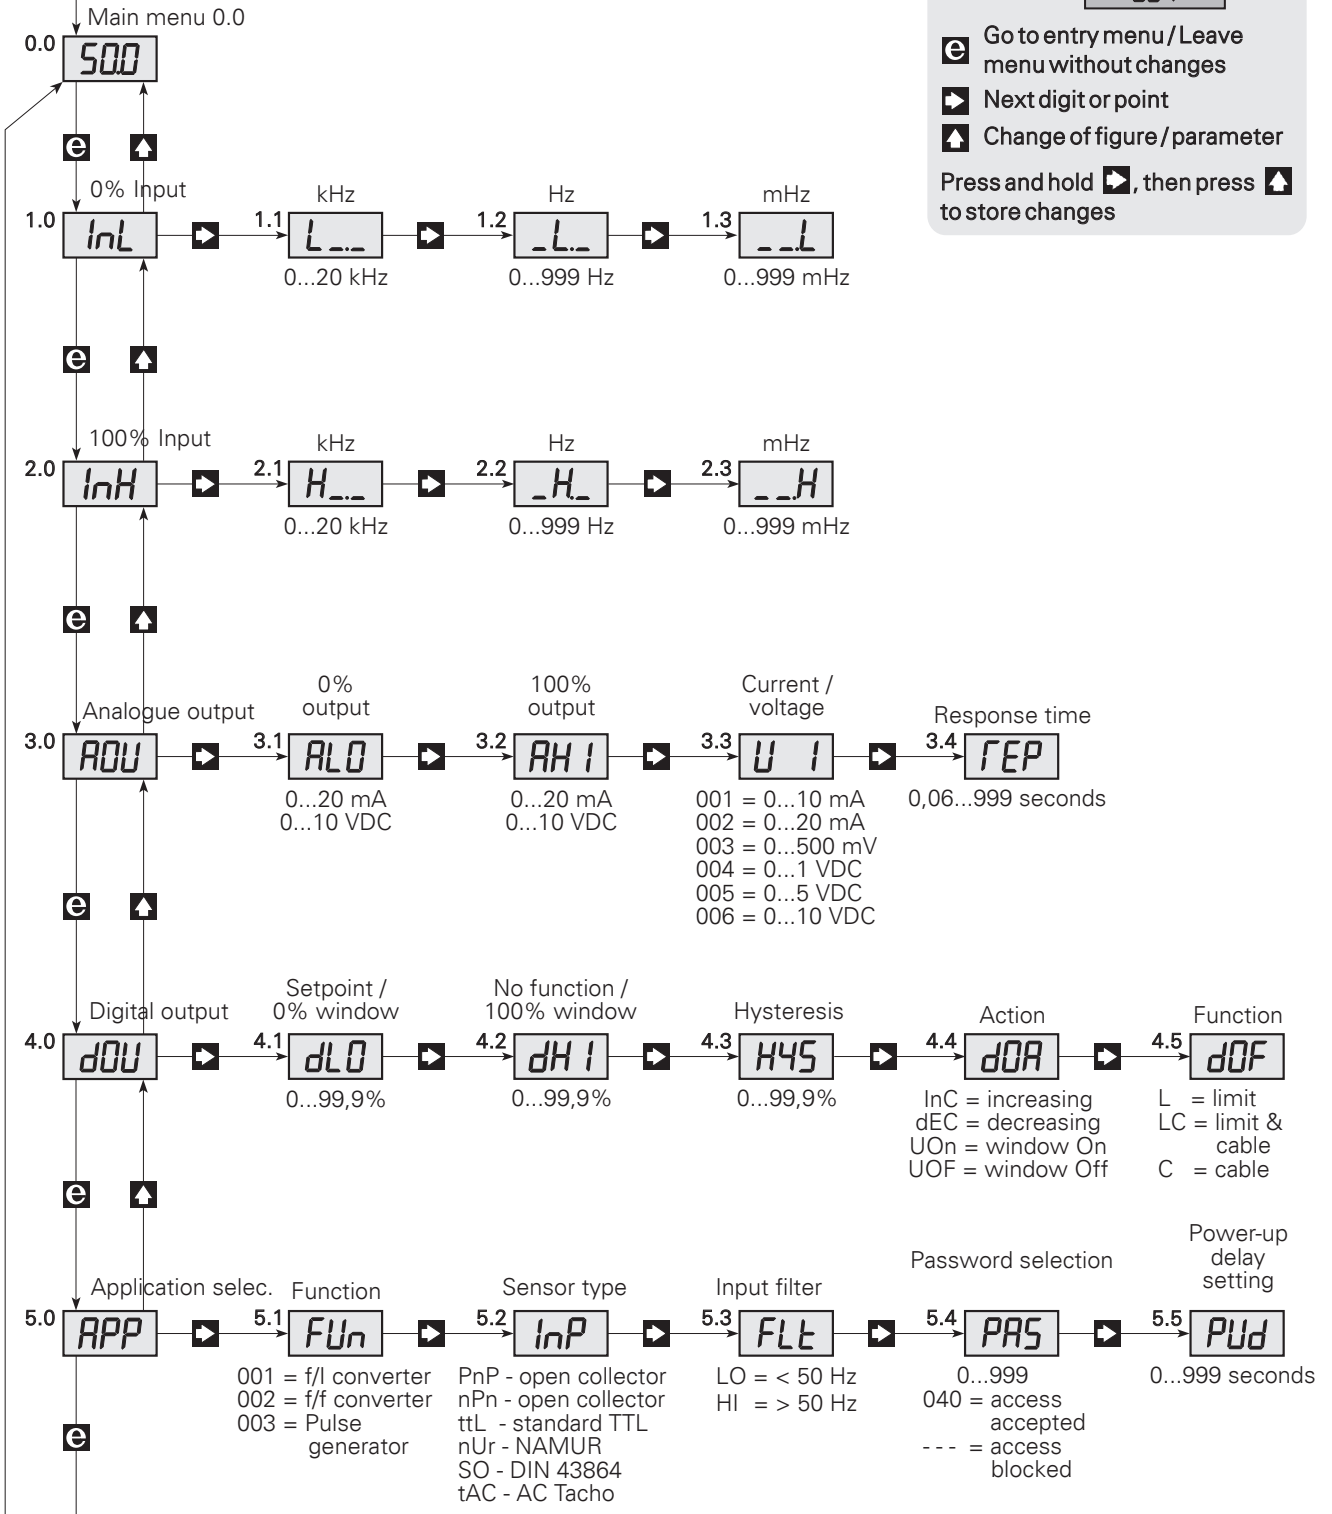 Main menu 0.0
0.0 50.0
e Go to entry menu / Leave
menu without changes
Next digit or point
Change of figure / parameter
Press and hold , then press
to store changes
e
0% Input
kHz
Hz
mHz
1.0 InL
1.1 L _._
1.2 _L._
1.3 _ _.L
0...20 kHz
0...999 Hz
0...999 mHz
e
100% Input
kHz
Hz
mHz
2.0 InH
2.1 H_._
2.2 _H._
2.3 _ _.H
0...20 kHz
0...999 Hz
0...999 mHz
e
Analogue output
0%
output
100%
output
Current /
voltage
Response time
3.0 AOU
3.1 ALO
3.2 AHI
3.3 U I
3.4 rEP
0...20 mA
0...10 VDC
0...20 mA
0...10 VDC
001 = 0...10 mA
002 = 0...20 mA
003 = 0...500 mV
004 = 0...1 VDC
005 = 0...5 VDC
006 = 0...10 VDC
0,06...999 seconds
e
Digital output
Setpoint /
0% window
No function /
100% window
Hysteresis
Action
Function
4.0 dOU
4.1 dLO
4.2 dHI
4.3 HYS
4.4 dOA
4.5 dOF
0...99,9%
0...99,9%
0...99,9%
InC = increasing
dEC = decreasing
UOn = window On
UOF = window Off
L = limit
LC = limit &
cable
C = cable
e
Application selec.
Function
Sensor type
Input filter
Password selection
Power-up
delay
setting
5.0 APP
5.1 FUn
5.2 InP
5.3 FLt
5.4 PAS
5.5 PUd
001 = f/I converter
002 = f/f converter
003 = Pulse
generator
PnP - open collector
nPn - open collector
ttL - standard TTL
nUr - NAMUR
SO - DIN 43864
tAC - AC Tacho
LO = < 50 Hz
HI = > 50 Hz
0...999
040 = access
accepted
- - - = access
blocked
0...999 seconds
e